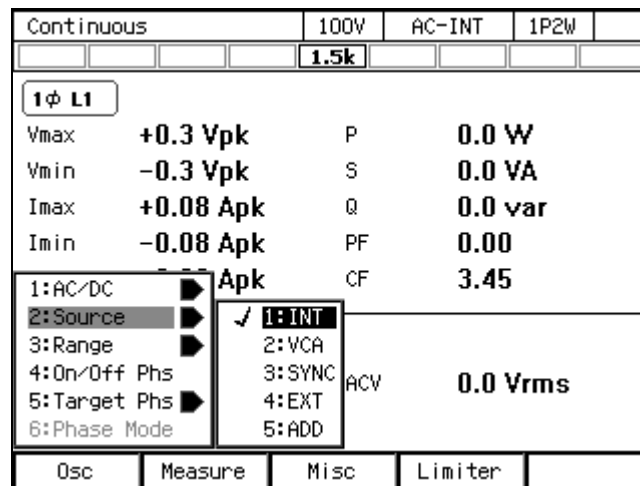 Continuous 100V AC-INT 1P2W
1.5k
1ϕ L1
Vmax +0.3 Vpk P 0.0 W
Vmin -0.3 Vpk S 0.0 VA
Imax +0.08 Apk Q 0.0 var
Imin -0.08 Apk PF 0.00
Apk CF 3.45
1:AC/DC
2:Source ✓ 1:INT
3:Range 2:VCA
4:On/Off Phs 3:SYNC ACV 0.0 Vrms
5:Target Phs 4:EXT
6:Phase Mode 5:ADD
Osc Measure Misc Limiter